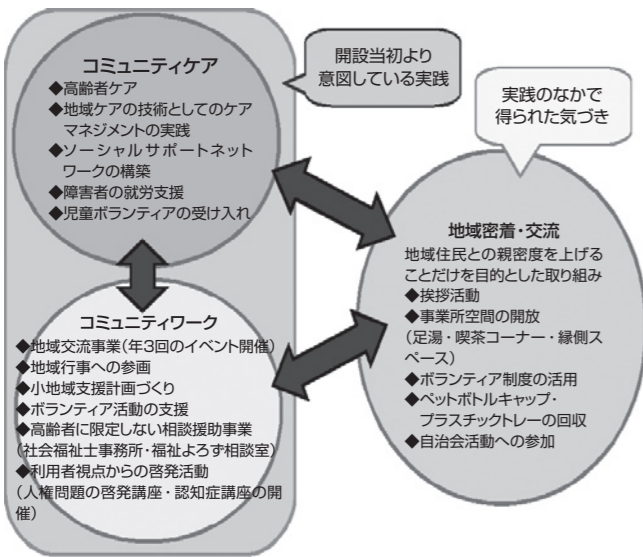 コミュニティケア
◆高齢者ケア
◆地域ケアの技術としてのケア
マネジメントの実践
◆ソーシャルサポートネット
ワークの構築
◆障害者の就労支援
◆児童ボランティアの受け入れ
開設当初より
意図している実践
実践のなかで
得られた気づき
コミュニティワーク
◆地域交流事業(年3回のイベント開催)
◆地域行事への参画
◆小地域支援計画づくり
◆ボランティア活動の支援
◆高齢者に限定しない相談援助事業
(社会福祉士事務所・福祉よろず相談室)
◆利用者視点からの啓発活動
(人権問題の啓発講座・認知症講座の開
催)
地域密着・交流
地域住民との親密度を上げる
ことだけを目的とした取り組み
◆挨拶活動
◆事業所空間の開放
(足湯・喫茶コーナー・縁側ス
ペース)
◆ボランティア制度の活用
◆ペットボトルキャップ・
プラスチックトレーの回収
◆自治会活動への参加